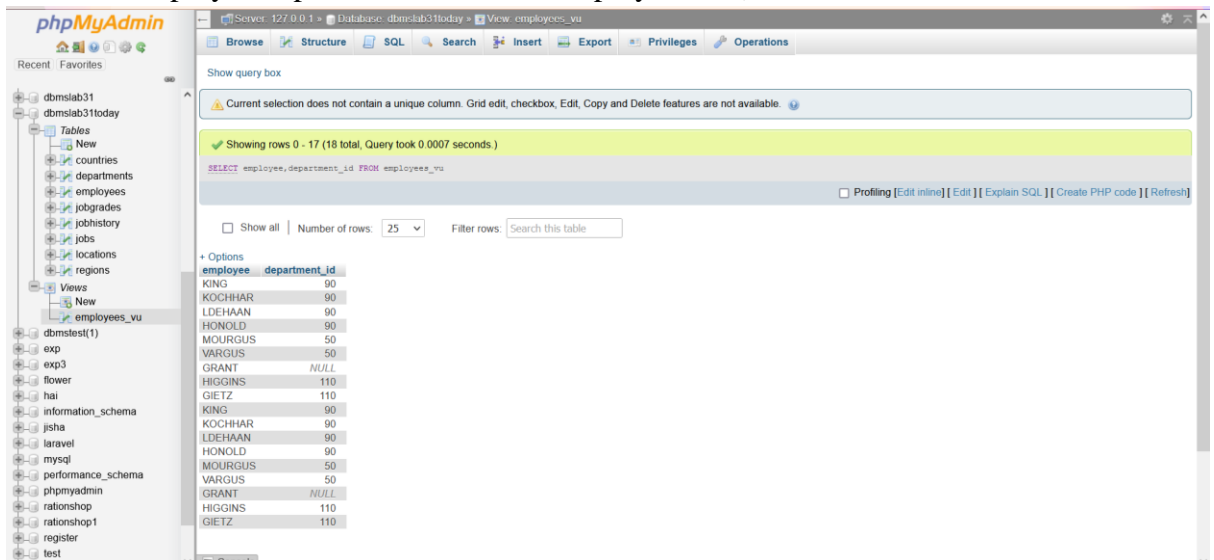 phpMyAdmin
Recent Favorites
dbmslab31
dbmslab31today
Tables
New
countries
departments
employees
jobgrades
jobhistory
jobs
locations
regions
Views
New
employees_vu
dbmstest(1)
exp
exp3
flower
hai
information_schema
jisha
laravel
mysql
performance_schema
phpmyadmin
rationshop
rationshop1
register
test
Server: 127.0.0.1 » Database: dbmslab31today » View: employees_vu
Browse Structure SQL Search Insert Export Privileges Operations
Show query box
Current selection does not contain a unique column. Grid edit, checkbox, Edit, Copy and Delete features are not available.
Showing rows 0 - 17 (18 total, Query took 0.0007 seconds.)
SELECT employee,department_id FROM employees_vu
Profiling [Edit inline] [ Edit ] [ Explain SQL ] [ Create PHP code ] [ Refresh]
Show all | Number of rows: 25 Filter rows: Search this table
+ Options
employee department_id
KING 90
KOCHHAR 90
LDEHAAN 90
HONOLD 90
MOURGUS 50
VARGUS 50
GRANT NULL
HIGGINS 110
GIETZ 110
KING 90
KOCHHAR 90
LDEHAAN 90
HONOLD 90
MOURGUS 50
VARGUS 50
GRANT NULL
HIGGINS 110
GIETZ 110